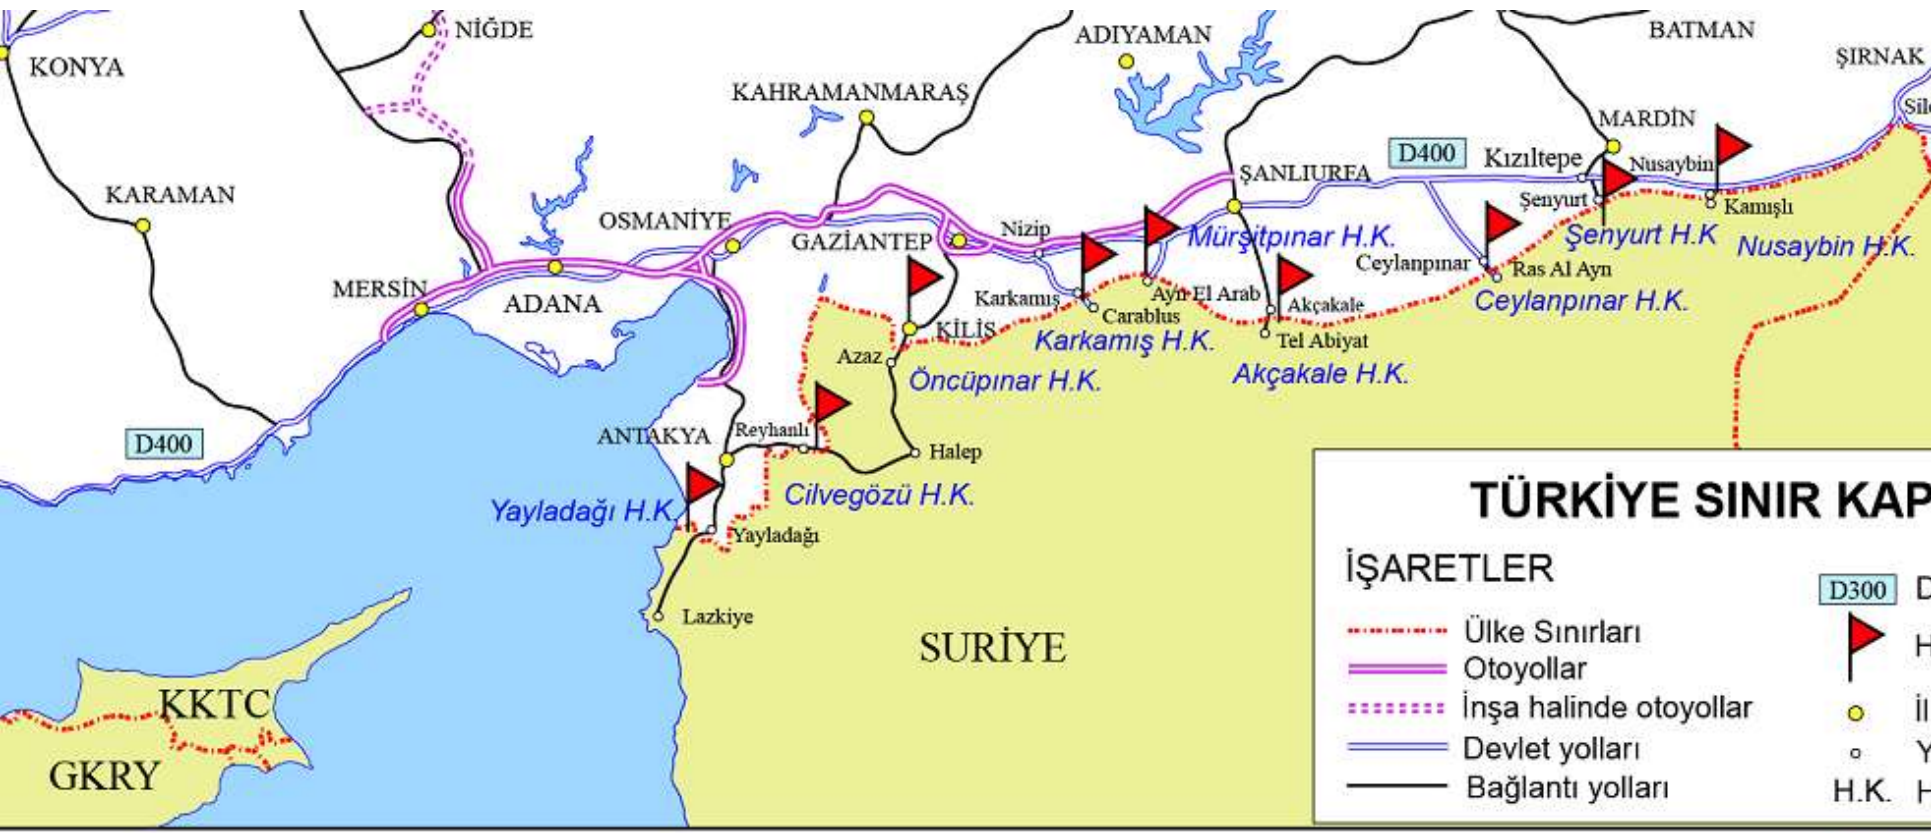 NİĞDE
KONYA
ADIYAMAN
BATMAN
ŞIRNAK
KAHRAMANMARAŞ
MARDİN
D400
Kızıltepe
Nusaybin
KARAMAN
ŞANLIURFA
Şenyurt
Kamışlı
OSMANİYE
GAZİANTEP
Nizip
Mürşitpınar H.K.
Şenyurt H.K
Nusaybin H.K.
Ceylanpınar
Ras Al Ayn
MERSİN
ADANA
Karkamış
Ayn El Arab
Akçakale
Ceylanpınar H.K.
Carablus
KİLİS
Karkamış H.K.
Tel Abiyat
Azaz
Öncüpınar H.K.
Akçakale H.K.
D400
ANTAKYA
Reyhanlı
Halep
Cilvegözü H.K.
Yayladağı H.K.
Yayladağı
Lazkiye
SURİYE
KKTC
GKRY
TÜRKİYE SINIR KAP
İŞARETLER
D300
Ülke Sınırları
Otoyollar
İnşa halinde otoyollar
İl
Devlet yolları
Bağlantı yolları
H.K.